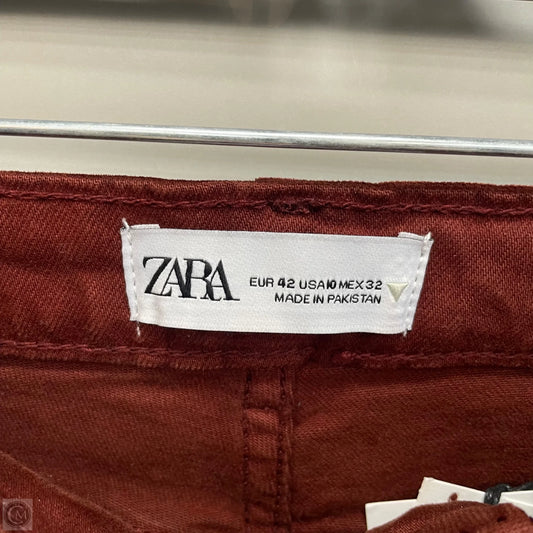 ZARA
EUR 42 USA 10 MEX 32
MADE IN PAKISTAN